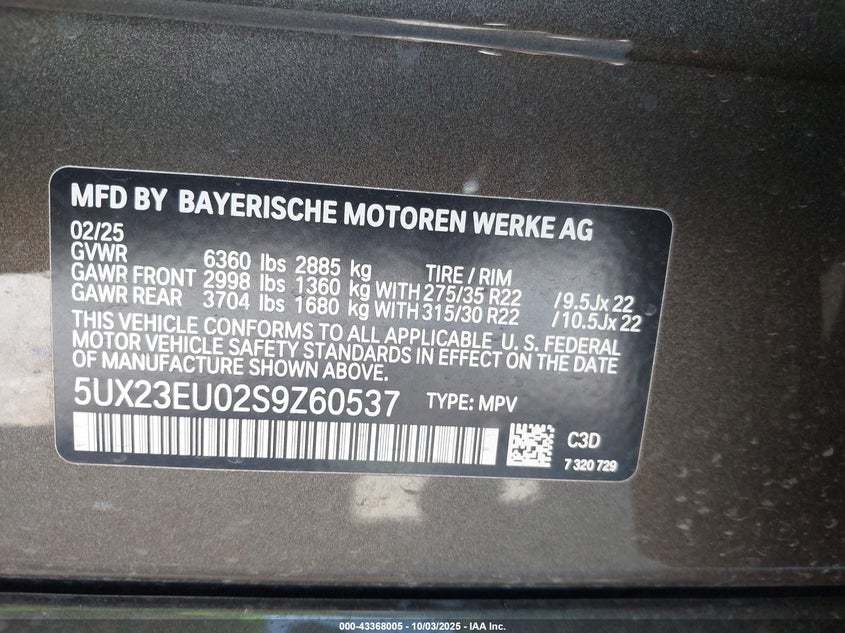 MFD BY BAYERISCHE MOTOREN WERKE AG
02/25
GVWR 6360 lbs 2885 kg TIRE / RIM
GAWR FRONT 2998 lbs 1360 kg WITH 275/35 R22 /9.5Jx 22
GAWR REAR 3704 lbs 1680 kg WITH 315/30 R22 /10.5Jx 22
THIS VEHICLE CONFORMS TO ALL APPLICABLE U. S. FEDERAL
MOTOR VEHICLE SAFETY STANDARDS IN EFFECT ON THE DATE
OF MANUFACTURE SHOWN ABOVE.
5UX23EU02S9Z60537 TYPE: MPV
C3D
7 320 729
000-43368005 - 10/03/2025 - IAA Inc.